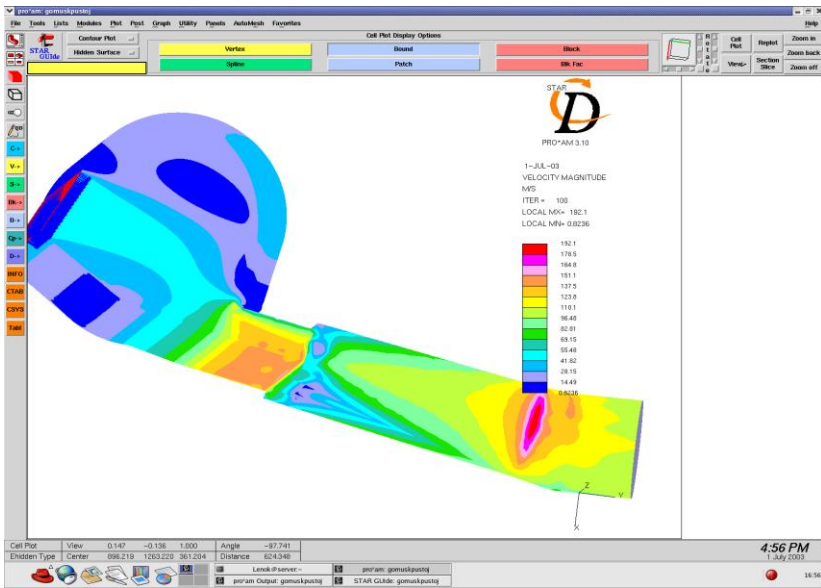 pro*am: gomuskpustoj
File Tools Lists Modules Plot Post Graph Utility Panels AutoMesh Favorites Help
STAR GUIde
Contour Plot
Hidden Surface
Cell Plot Display Options
Vertex Bound Block
Spline Patch Blk Fac
Rotate
Cell Plot
Replot
Zoom in
Zoom back
View->
Section Slice
Zoom off
C->
V->
S->
Bk->
B->
Cp->
D->
INFO
CTAB
CSYS
Tabl
STAR
D
PRO*AM 3.10
1-JUL-03
VELOCITY MAGNITUDE
M/S
ITER = 100
LOCAL MX= 192.1
LOCAL MN= 0.8236
192.1
178.5
164.8
151.1
137.5
123.8
110.1
96.48
82.81
69.15
55.48
41.82
28.15
14.49
0.8236
Z
Y
X
Cell Plot View 0.147 -0.136 1.000 Angle -97.741
Ehidden Type Center 896.219 1263.220 361.204 Distance 624.348
4:56 PM
1 July 2003
Lenok@server:~
pro*am: gomuskpustoj
pro*am Output: gomuskpustoj
STAR GUIde: gomuskpustoj
16:56